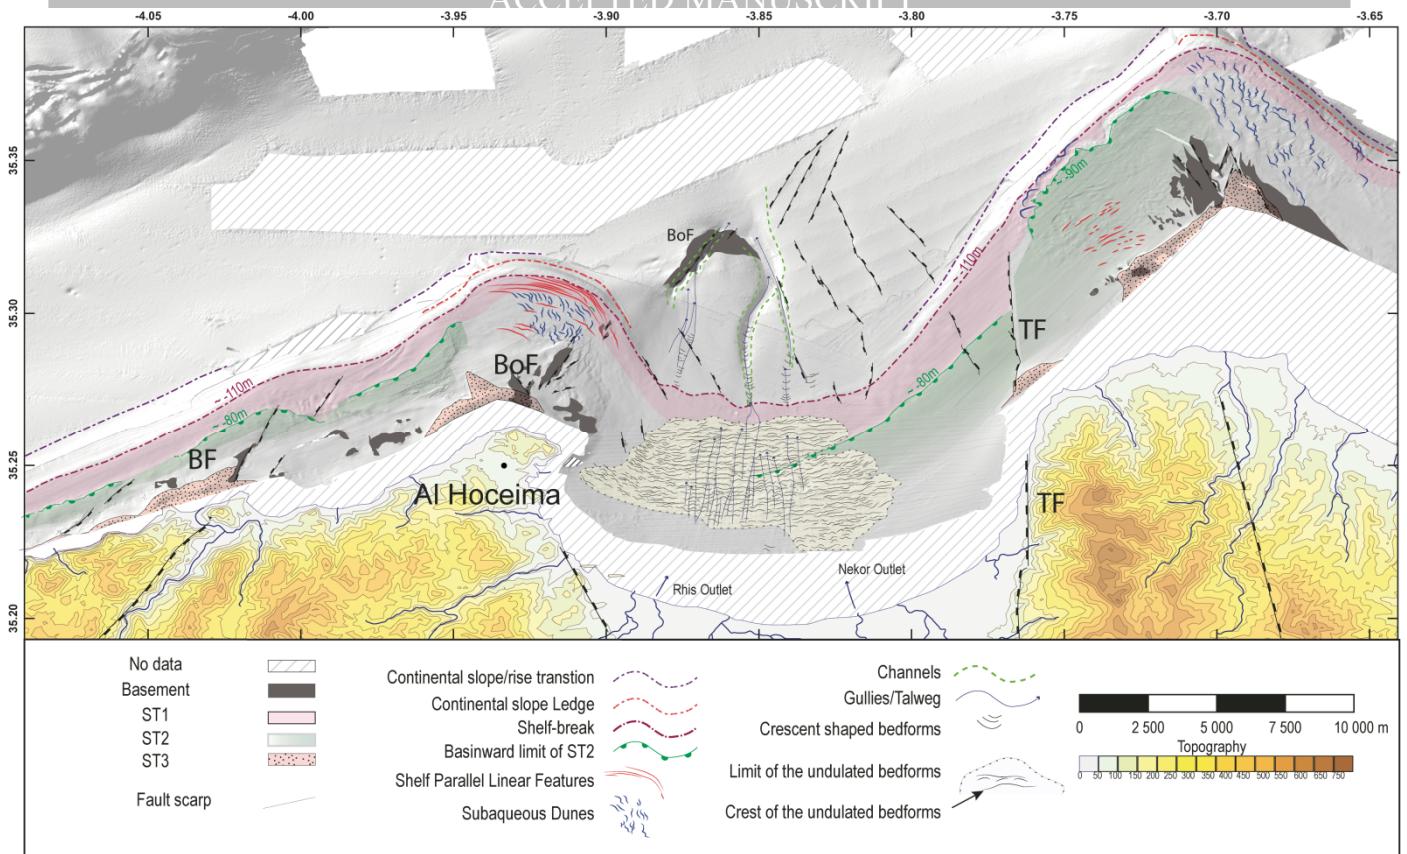 ACCEPTED MANUSCRIPT
-4.05 -4.00 -3.95 -3.90 -3.85 -3.80 -3.75 -3.70 -3.65
35.35
35.30
35.25
35.20
~ -90m
BoF
~ -110m
TF
~ -110m
BoF
~ -80m
~ -80m
BF
Al Hoceima
TF
Nekor Outlet
Rhis Outlet
No data
Basement
ST1
ST2
ST3
Fault scarp
Continental slope/rise transtion
Continental slope Ledge
Shelf-break
Basinward limit of ST2
Shelf Parallel Linear Features
Subaqueous Dunes
Channels
Gullies/Talweg
Crescent shaped bedforms
Limit of the undulated bedforms
Crest of the undulated bedforms
0 2 500 5 000 7 500 10 000 m
Topography
0 50 100 150 200 250 300 350 400 450 500 550 600 650 750